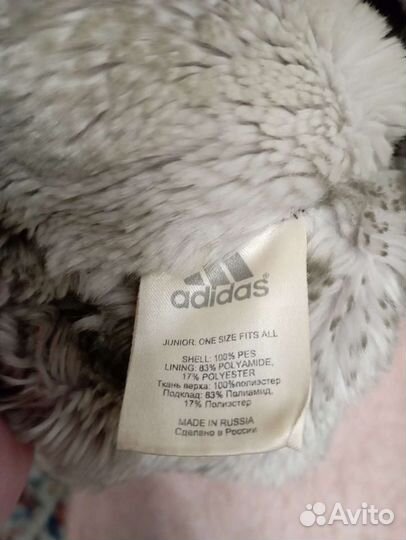 adidas®
JUNIOR, ONE SIZE FITS ALL
SHELL: 100% PES
LINING: 83% POLYAMIDE,
17% POLYESTER
Ткань верха: 100%полиэстер
Подклад: 83% Полиамид,
17% Полиэстер
MADE IN RUSSIA
Сделано в России
Avito